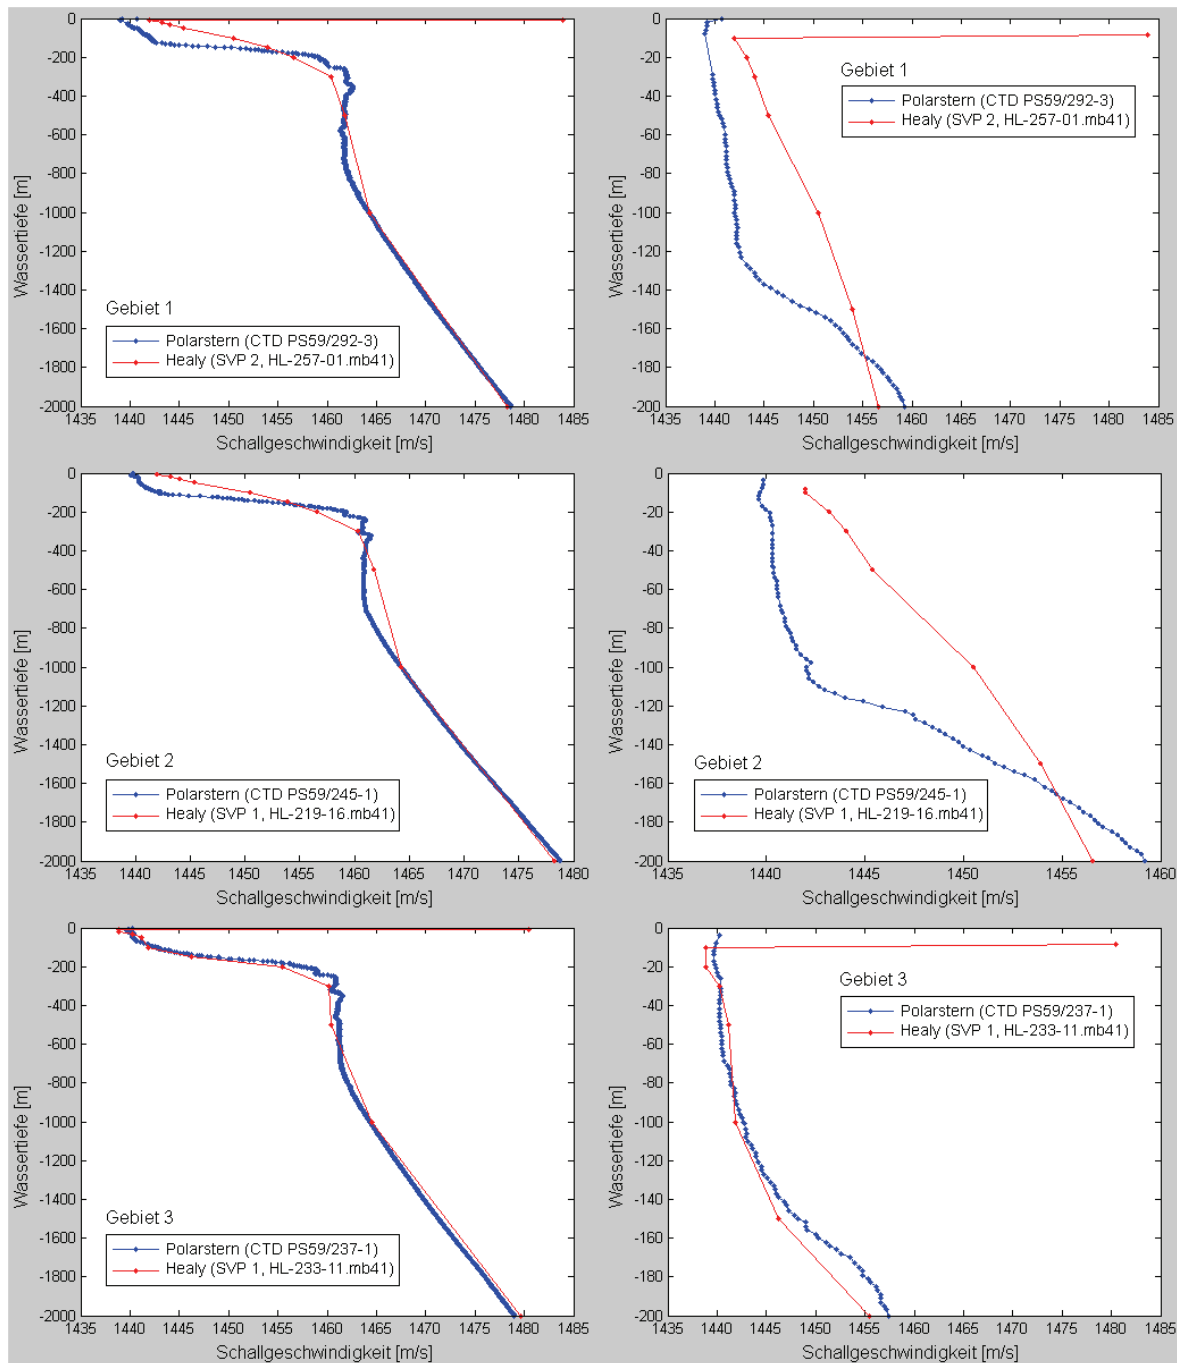 0
-200
-400
-600
-800
-1000
-1200
-1400
-1600
-1800
-2000
Wassertiefe [m]
Gebiet 1
Polarstern (CTD PS59/292-3)
Healy (SVP 2, HL-257-01.mb41)
1435 1440 1445 1450 1455 1460 1465 1470 1475 1480 1485
Schallgeschwindigkeit [m/s]
0
-20
-40
-60
-80
-100
-120
-140
-160
-180
-200
Wassertiefe [m]
Gebiet 1
Polarstern (CTD PS59/292-3)
Healy (SVP 2, HL-257-01.mb41)
1435 1440 1445 1450 1455 1460 1465 1470 1475 1480 1485
Schallgeschwindigkeit [m/s]
0
-200
-400
-600
-800
-1000
-1200
-1400
-1600
-1800
-2000
Wassertiefe [m]
Gebiet 2
Polarstern (CTD PS59/245-1)
Healy (SVP 1, HL-219-16.mb41)
1435 1440 1445 1450 1455 1460 1465 1470 1475 1480
Schallgeschwindigkeit [m/s]
0
-20
-40
-60
-80
-100
-120
-140
-160
-180
-200
Wassertiefe [m]
Gebiet 2
Polarstern (CTD PS59/245-1)
Healy (SVP 1, HL-219-16.mb41)
1435 1440 1445 1450 1455 1460
Schallgeschwindigkeit [m/s]
0
-200
-400
-600
-800
-1000
-1200
-1400
-1600
-1800
-2000
Wassertiefe [m]
Gebiet 3
Polarstern (CTD PS59/237-1)
Healy (SVP 1, HL-233-11.mb41)
1435 1440 1445 1450 1455 1460 1465 1470 1475 1480 1485
Schallgeschwindigkeit [m/s]
0
-20
-40
-60
-80
-100
-120
-140
-160
-180
-200
Wassertiefe [m]
Gebiet 3
Polarstern (CTD PS59/237-1)
Healy (SVP 1, HL-233-11.mb41)
1435 1440 1445 1450 1455 1460 1465 1470 1475 1480 1485
Schallgeschwindigkeit [m/s]